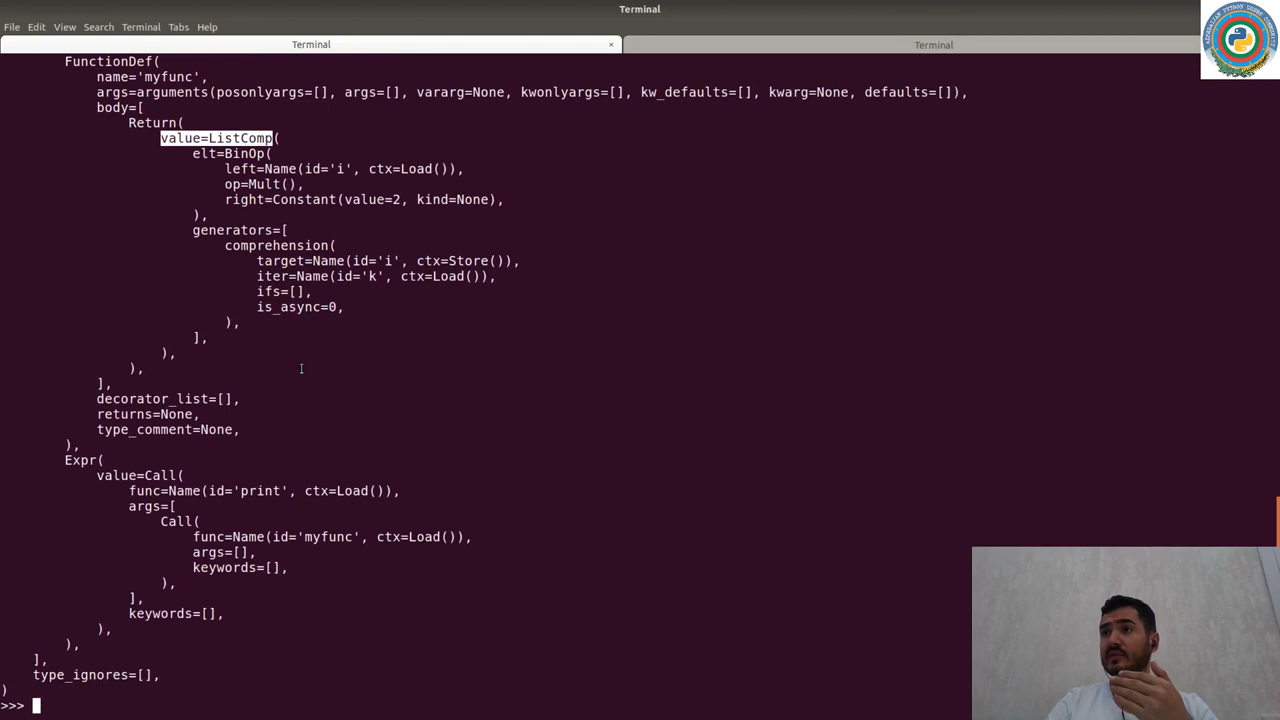 Terminal
File Edit View Search Terminal Tabs Help
Terminal × Terminal
AZERBAIJAN PYTHON USERS COMMUNITY
FunctionDef(
name='myfunc',
args=arguments(posonlyargs=[], args=[], vararg=None, kwonlyargs=[], kw_defaults=[], kwarg=None, defaults=[]),
body=[
Return(
value=ListComp(
elt=BinOp(
left=Name(id='i', ctx=Load()),
op=Mult(),
right=Constant(value=2, kind=None),
),
generators=[
comprehension(
target=Name(id='i', ctx=Store()),
iter=Name(id='k', ctx=Load()),
ifs=[],
is_async=0,
),
],
),
),
],
decorator_list=[],
returns=None,
type_comment=None,
),
Expr(
value=Call(
func=Name(id='print', ctx=Load()),
args=[
Call(
func=Name(id='myfunc', ctx=Load()),
args=[],
keywords=[],
),
],
keywords=[],
),
),
],
type_ignores=[],
)
>>>